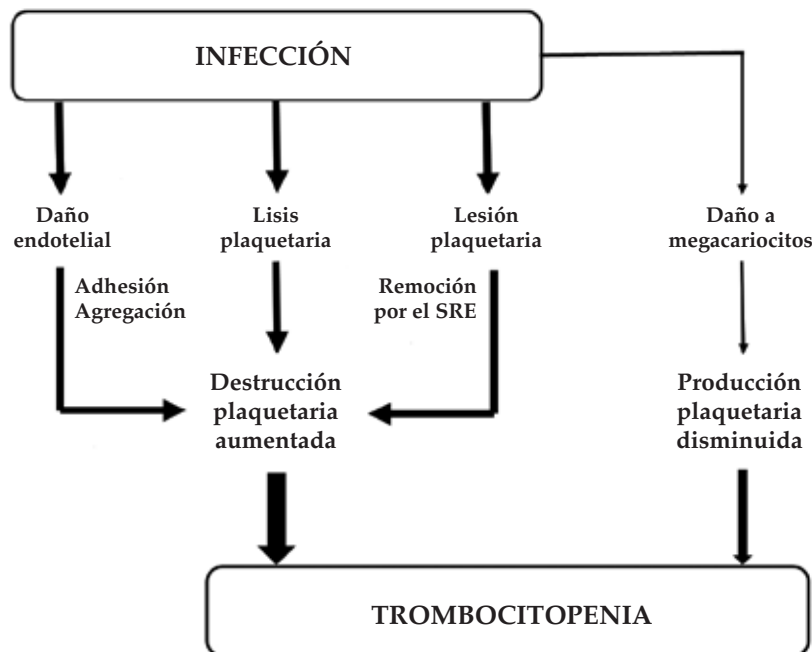 INFECCIÓN
Daño
endotelial
Lisis
plaquetaria
Lesión
plaquetaria
Daño a
megacariocitos
Adhesión
Agregación
Remoción
por el SRE
Destrucción
plaquetaria
aumentada
Producción
plaquetaria
disminuida
TROMBOCITOPENIA